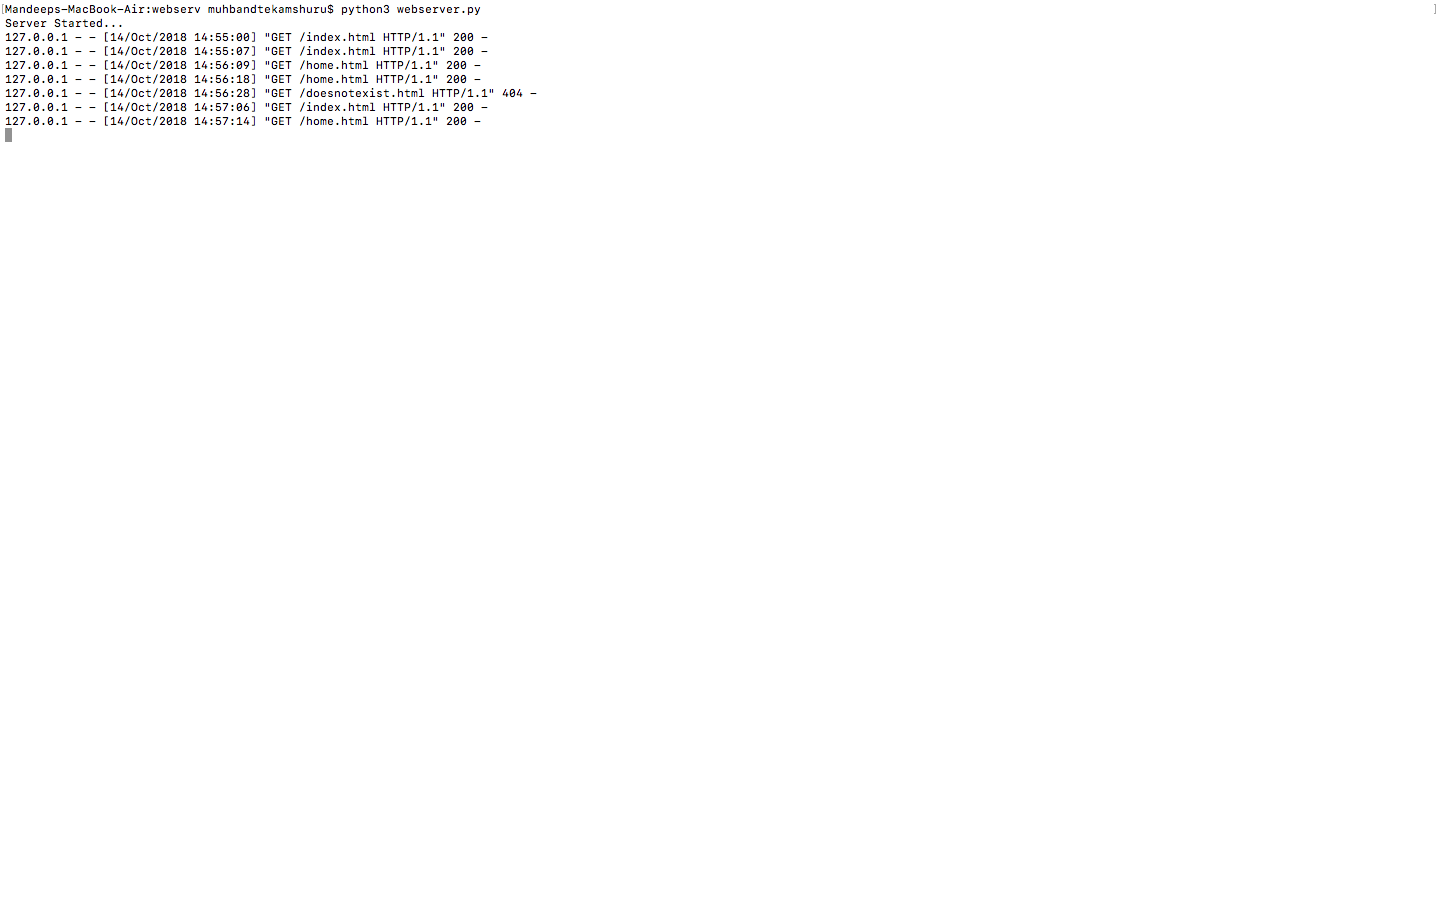 [Mandeeps-MacBook-Air:webserv muhbandtekamshuru$ python3 webserver.py ]
Server Started...
127.0.0.1 - - [14/Oct/2018 14:55:00] "GET /index.html HTTP/1.1" 200 -
127.0.0.1 - - [14/Oct/2018 14:55:07] "GET /index.html HTTP/1.1" 200 -
127.0.0.1 - - [14/Oct/2018 14:56:09] "GET /home.html HTTP/1.1" 200 -
127.0.0.1 - - [14/Oct/2018 14:56:18] "GET /home.html HTTP/1.1" 200 -
127.0.0.1 - - [14/Oct/2018 14:56:28] "GET /doesnotexist.html HTTP/1.1" 404 -
127.0.0.1 - - [14/Oct/2018 14:57:06] "GET /index.html HTTP/1.1" 200 -
127.0.0.1 - - [14/Oct/2018 14:57:14] "GET /home.html HTTP/1.1" 200 -